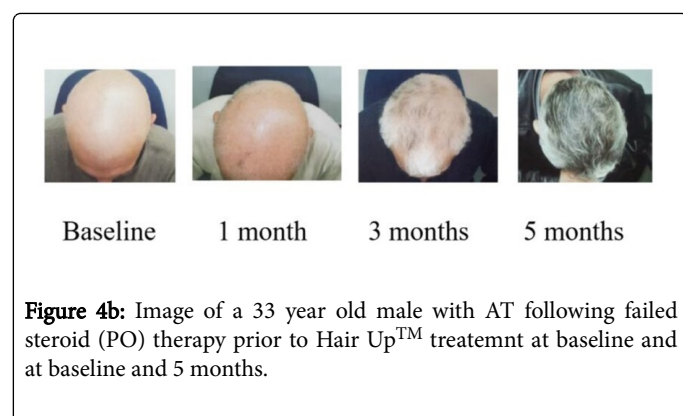 Baseline 1 month 3 months 5 months
Figure 4b: Image of a 33 year old male with AT following failed
steroid (PO) therapy prior to Hair Up™ treatemnt at baseline and
at baseline and 5 months.